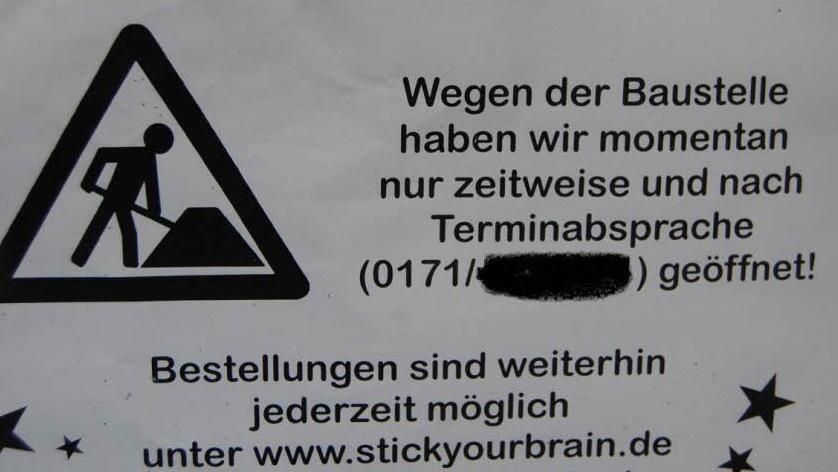 Wegen der Baustelle
haben wir momentan
nur zeitweise und nach
Terminabsprache
(0171/ ) geöffnet!
Bestellungen sind weiterhin
jederzeit möglich
unter www.stickyourbrain.de